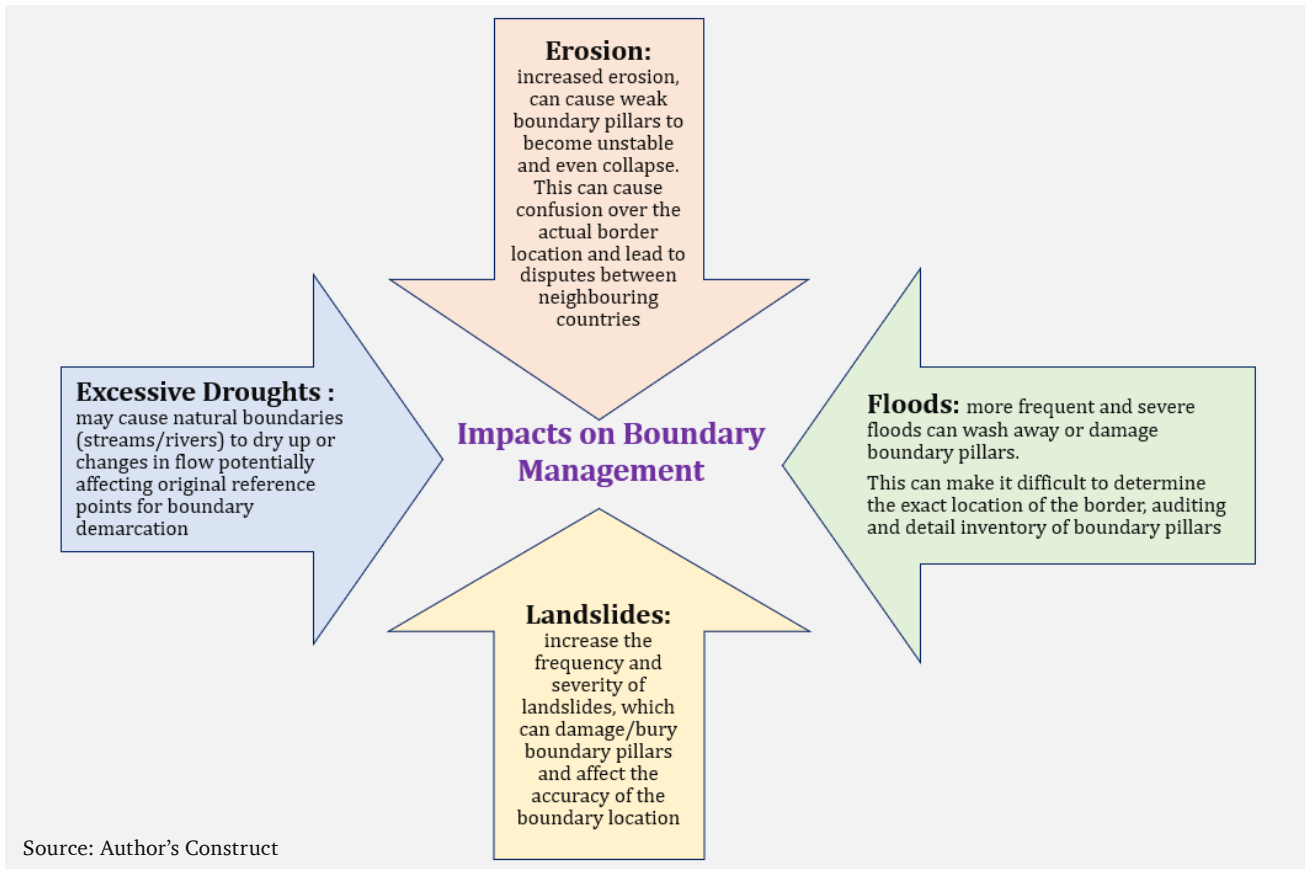 Erosion:
increased erosion,
can cause weak
boundary pillars to
become unstable
and even collapse.
This can cause
confusion over the
actual border
location and lead to
disputes between
neighbouring
countries
Excessive Droughts :
may cause natural boundaries
(streams/rivers) to dry up or
changes in flow potentially
affecting original reference
points for boundary
demarcation
Impacts on Boundary
Management
Floods: more frequent and severe
floods can wash away or damage
boundary pillars.
This can make it difficult to determine
the exact location of the border, auditing
and detail inventory of boundary pillars
Landslides:
increase the
frequency and
severity of
landslides, which
can damage/bury
boundary pillars
and affect the
accuracy of the
boundary location
Source: Author’s Construct